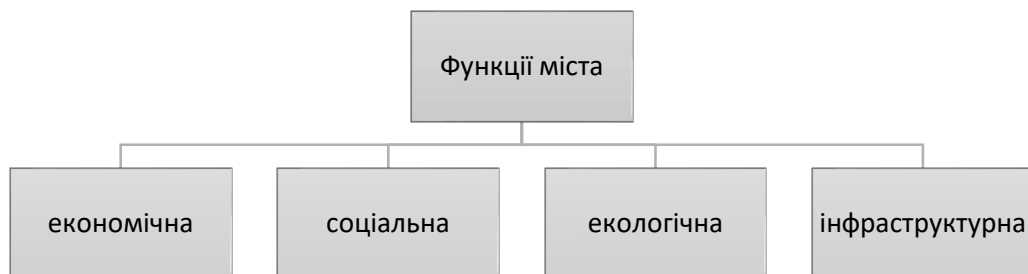 Функції міста
економічна
соціальна
екологічна
інфраструктурна